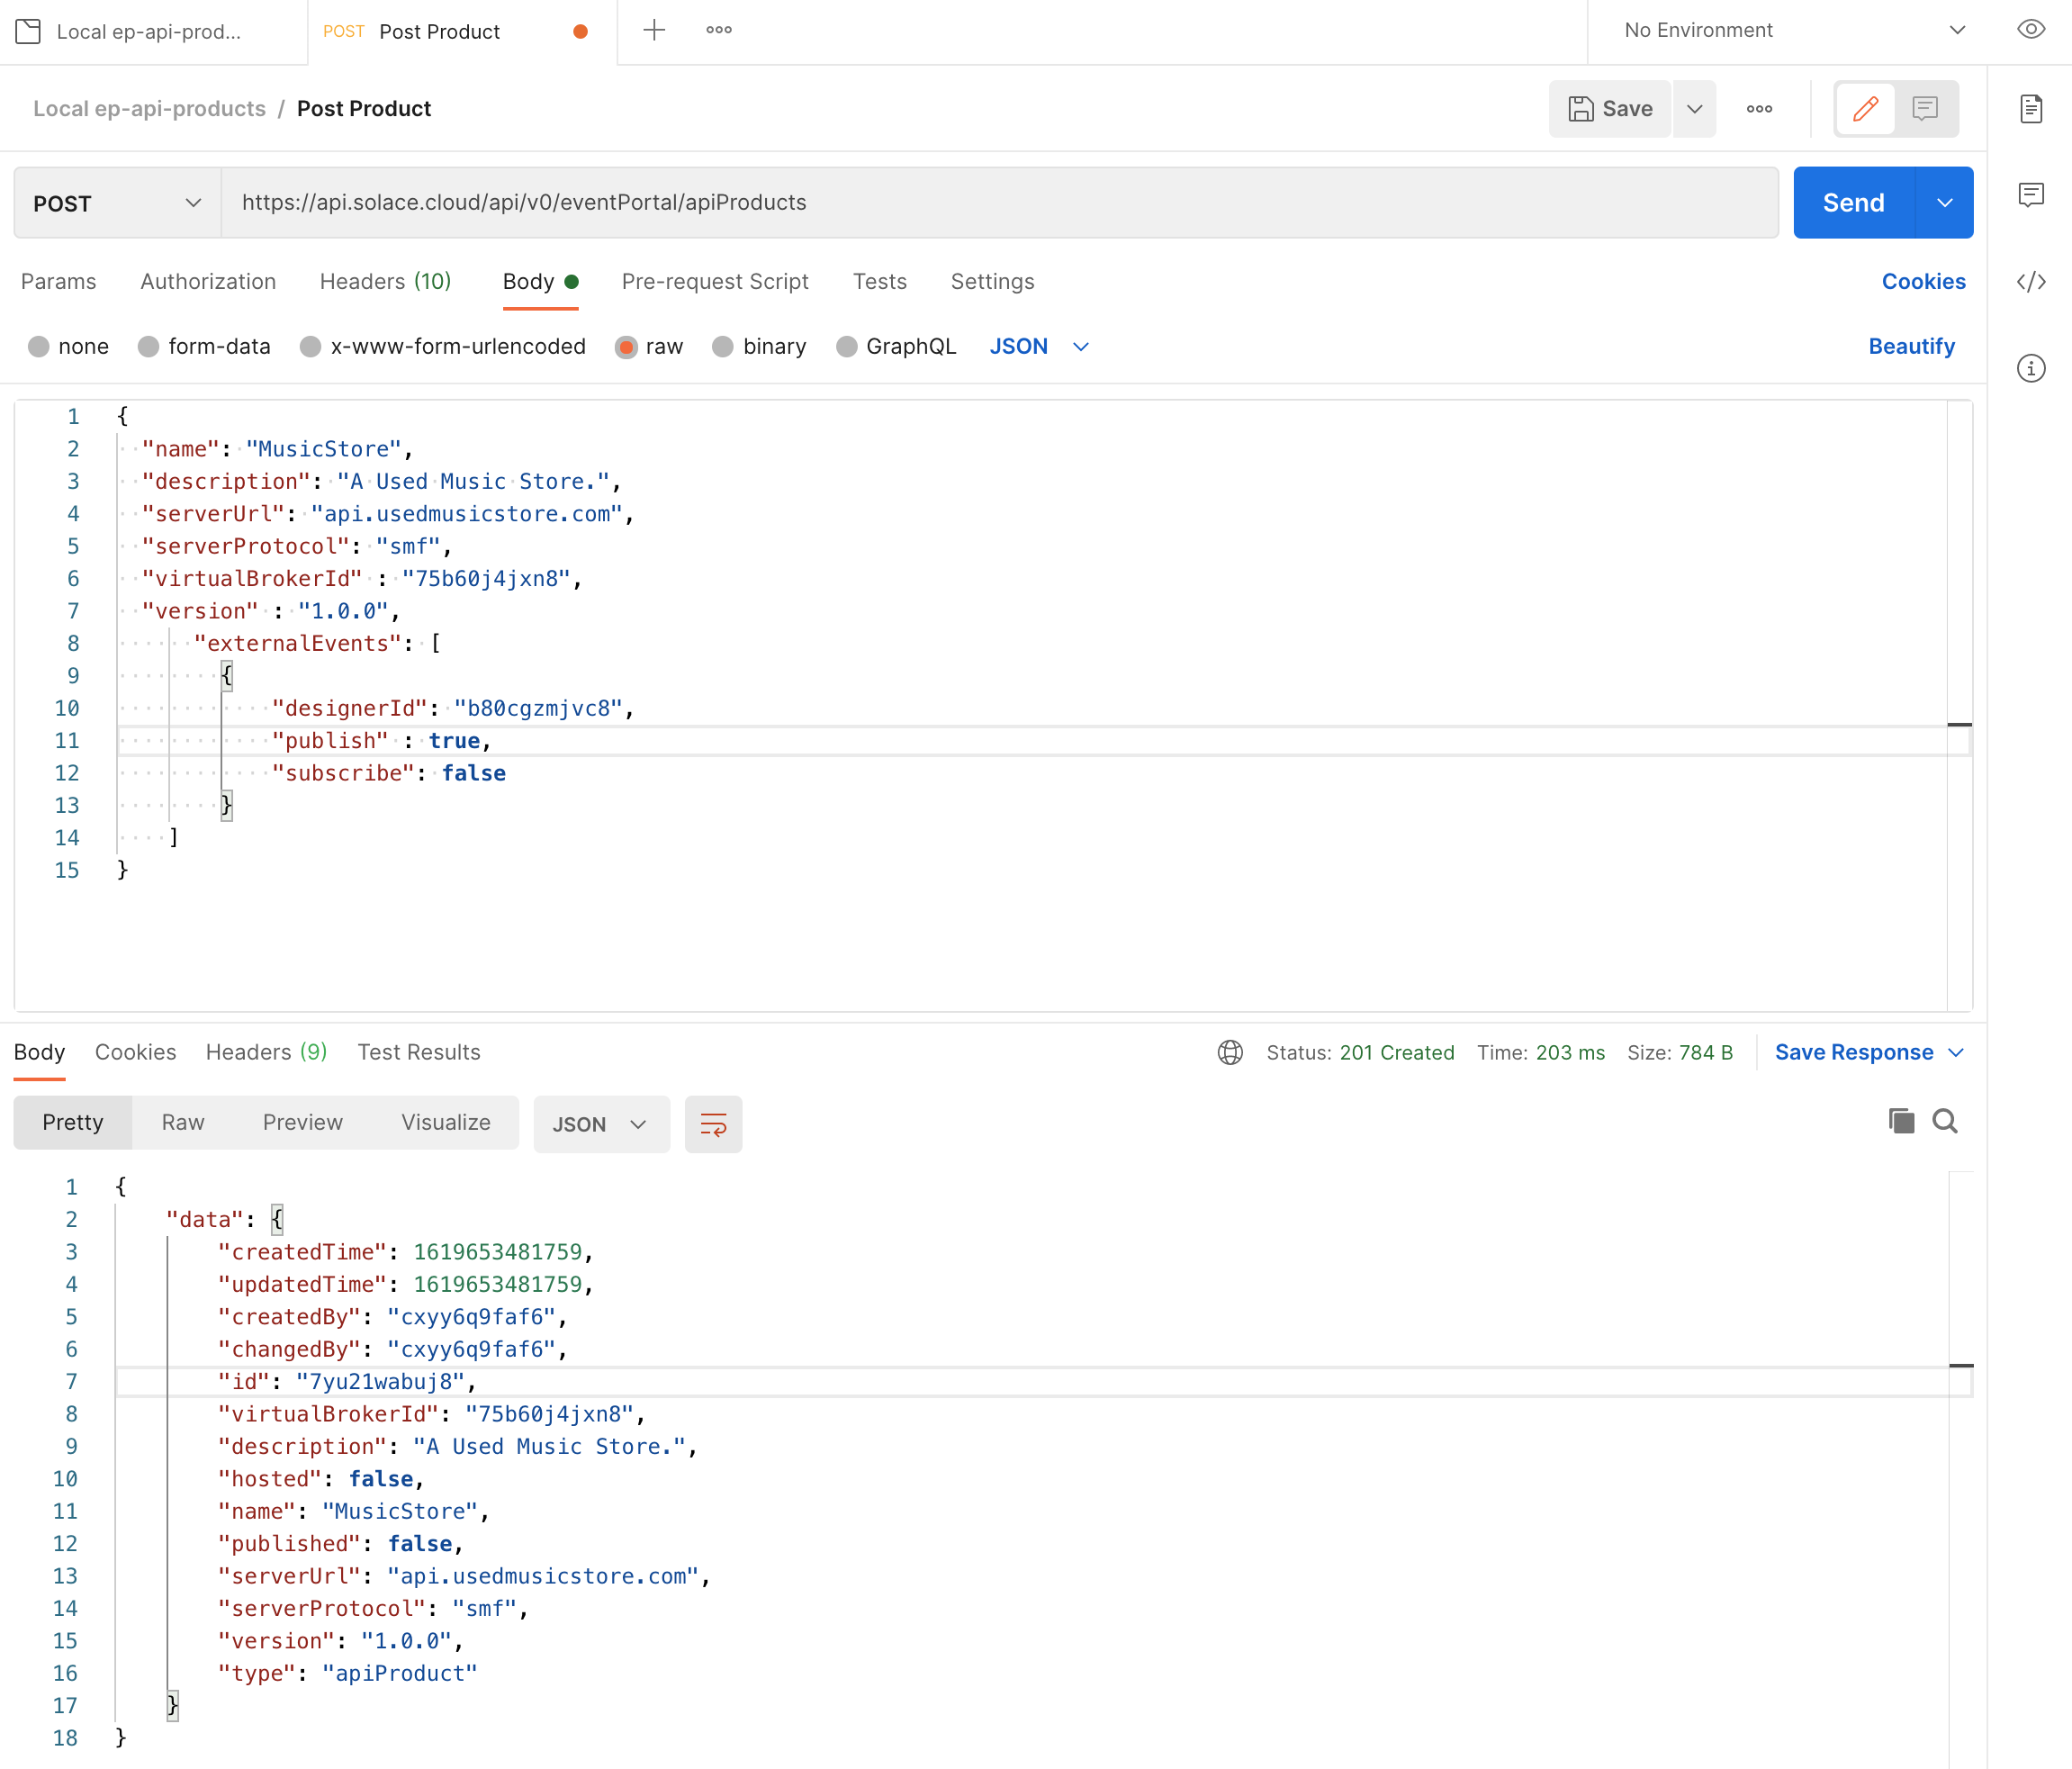 Local ep-api-prod...
POST Post Product
No Environment
Local ep-api-products / Post Product
Save
POST
https://api.solace.cloud/api/v0/eventPortal/apiProducts
Send
Params Authorization Headers (10) Body Pre-request Script Tests Settings Cookies
none form-data x-www-form-urlencoded raw binary GraphQL JSON Beautify
1 {
2 "name": "MusicStore",
3 "description": "A Used Music Store.",
4 "serverUrl": "api.usedmusicstore.com",
5 "serverProtocol": "smf",
6 "virtualBrokerId" : "75b60j4jxn8",
7 "version" : "1.0.0",
8 "externalEvents": [
9 {
10 "designerId": "b80cgzmjvc8",
11 "publish" : true,
12 "subscribe": false
13 }
14 ]
15 }
Body Cookies Headers (9) Test Results Status: 201 Created Time: 203 ms Size: 784 B Save Response
Pretty Raw Preview Visualize JSON
1 {
2 "data": {
3 "createdTime": 1619653481759,
4 "updatedTime": 1619653481759,
5 "createdBy": "cxyy6q9faf6",
6 "changedBy": "cxyy6q9faf6",
7 "id": "7yu21wabuj8",
8 "virtualBrokerId": "75b60j4jxn8",
9 "description": "A Used Music Store.",
10 "hosted": false,
11 "name": "MusicStore",
12 "published": false,
13 "serverUrl": "api.usedmusicstore.com",
14 "serverProtocol": "smf",
15 "version": "1.0.0",
16 "type": "apiProduct"
17 }
18 }